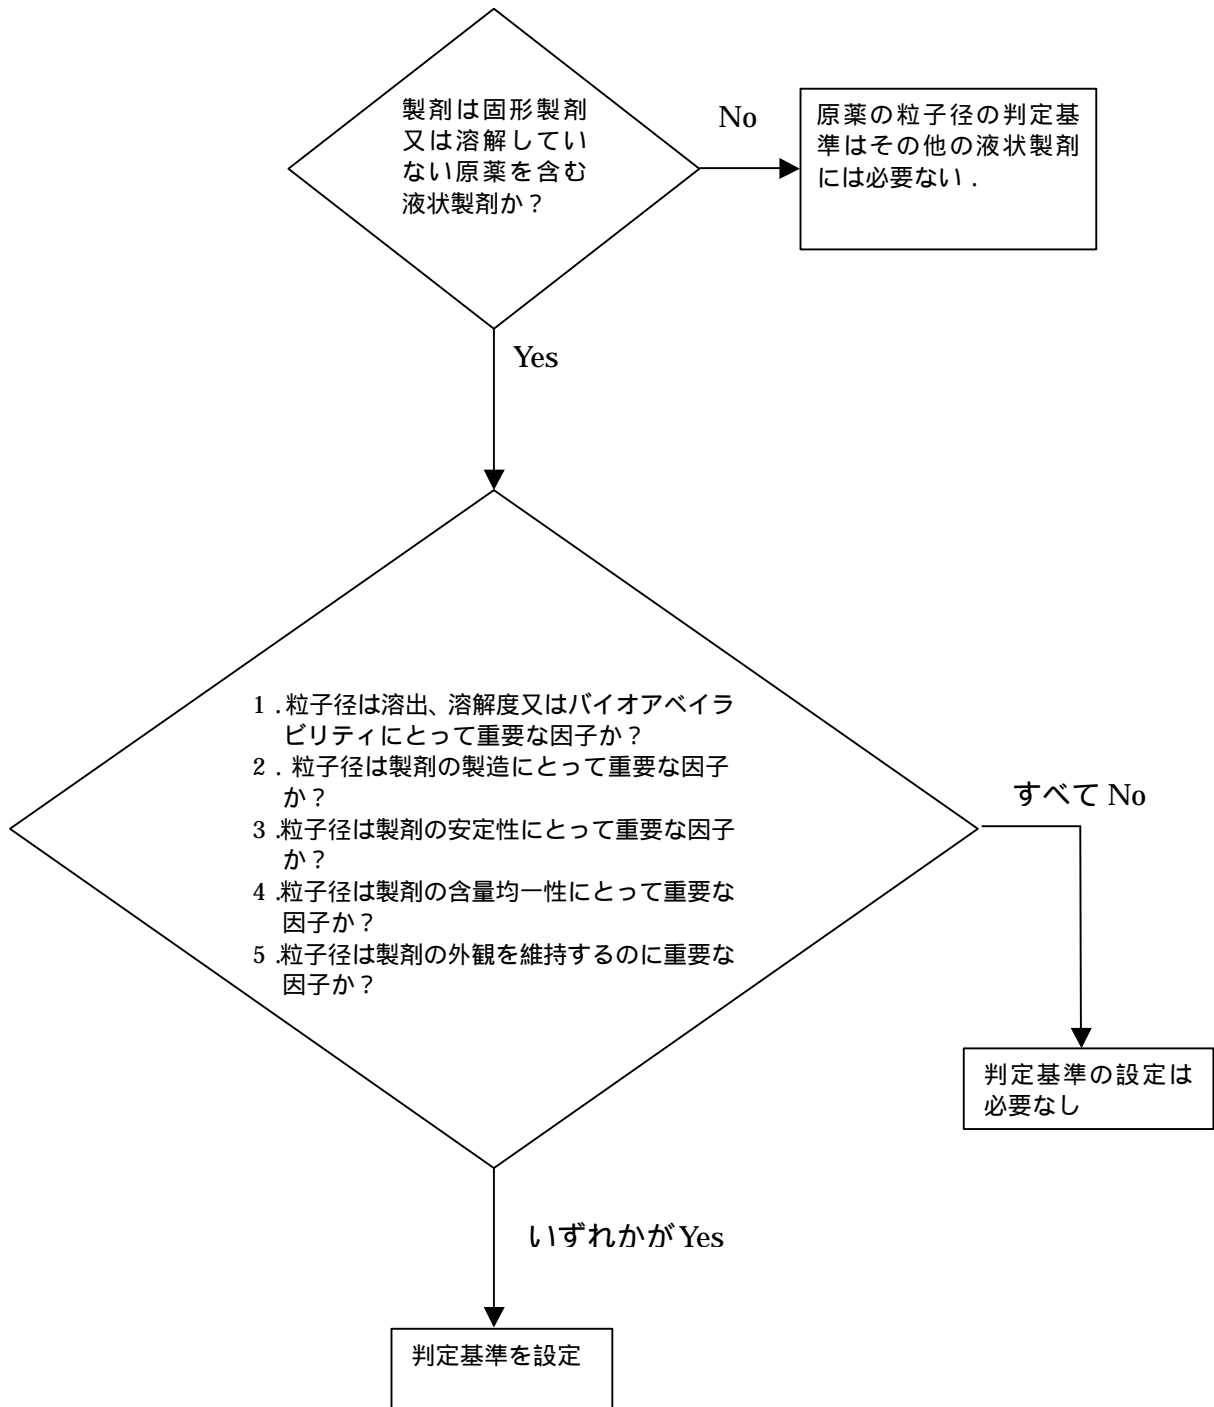 製剤は固形製剤
又は溶解してい
ない原薬を含む
液状製剤か？
No
原薬の粒子径の判定基
準はその他の液状製剤
には必要ない．
Yes
1．粒子径は溶出、溶解度又はバイオアベイラ
ビリティにとって重要な因子か？
2．粒子径は製剤の製造にとって重要な因子
か？
3．粒子径は製剤の安定性にとって重要な因子
か？
4．粒子径は製剤の含量均一性にとって重要な
因子か？
5．粒子径は製剤の外観を維持するのに重要な
因子か？
すべて No
判定基準の設定は
必要なし
いずれかが Yes
判定基準を設定